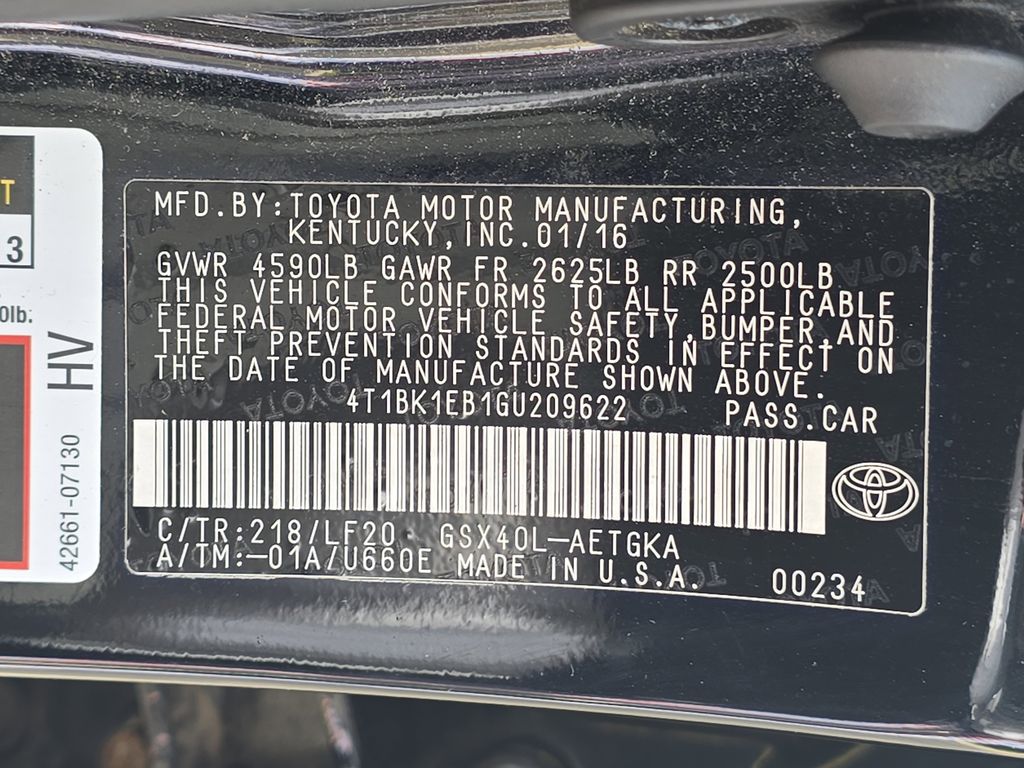 T
3
0lb.
HV
42661-07130
MFD.BY:TOYOTA MOTOR MANUFACTURING,
KENTUCKY,INC.01/16
GVWR 4590LB GAWR FR 2625LB RR 2500LB
THIS VEHICLE CONFORMS TO ALL APPLICABLE
FEDERAL MOTOR VEHICLE SAFETY,BUMPER,AND
THEFT PREVENTION STANDARDS IN EFFECT ON
THE DATE OF MANUFACTURE SHOWN ABOVE.
4T1BK1EB1GU209622 PASS.CAR
C/TR:218/LF20 GSX40L-AETGKA
A/TM:-01A/U660E MADE IN U.S.A. 00234